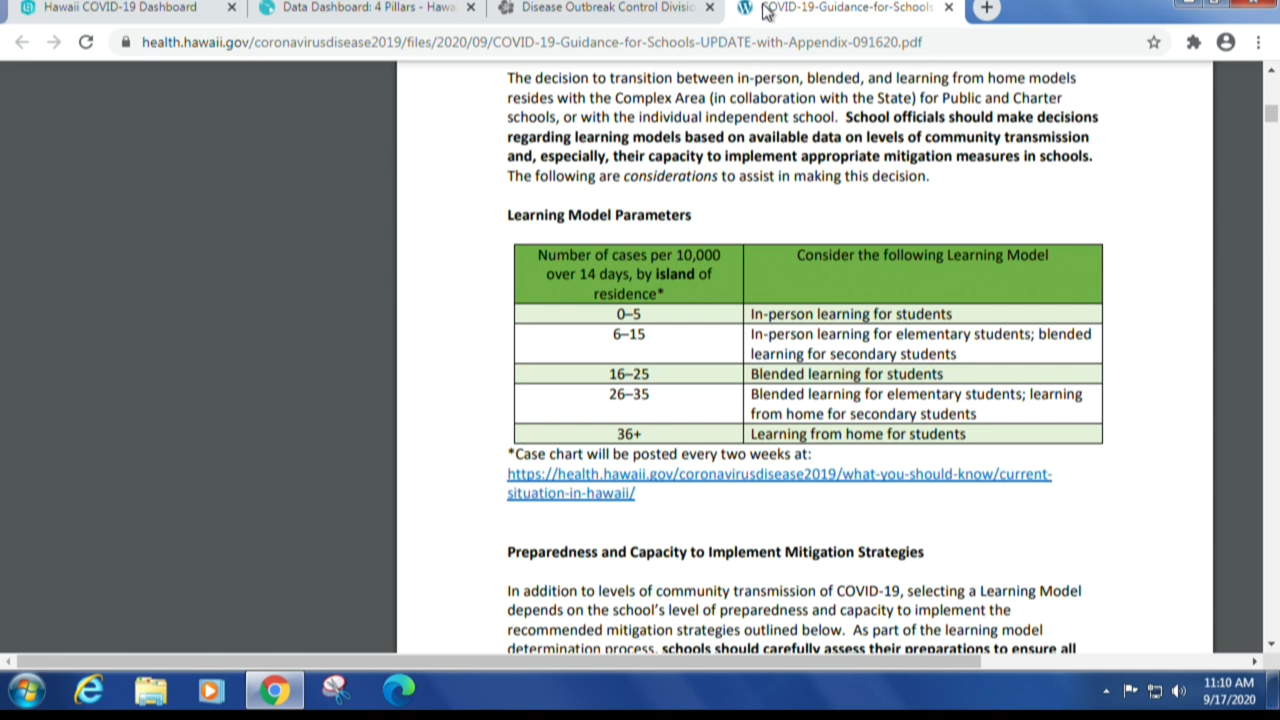 Hawaii COVID-19 Dashboard
Data Dashboard: 4 Pillars - Hawai
Disease Outbreak Control Divisio
COVID-19-Guidance-for-Schools
health.hawaii.gov/coronavirusdisease2019/files/2020/09/COVID-19-Guidance-for-Schools-UPDATE-with-Appendix-091620.pdf
The decision to transition between in-person, blended, and learning from home models
resides with the Complex Area (in collaboration with the State) for Public and Charter
schools, or with the individual independent school. School officials should make decisions
regarding learning models based on available data on levels of community transmission
and, especially, their capacity to implement appropriate mitigation measures in schools.
The following are considerations to assist in making this decision.
Learning Model Parameters
Number of cases per 10,000
over 14 days, by island of
residence*
Consider the following Learning Model
0–5
In-person learning for students
6–15
In-person learning for elementary students; blended
learning for secondary students
16–25
Blended learning for students
26–35
Blended learning for elementary students; learning
from home for secondary students
36+
Learning from home for students
*Case chart will be posted every two weeks at:
https://health.hawaii.gov/coronavirusdisease2019/what-you-should-know/current-
situation-in-hawaii/
Preparedness and Capacity to Implement Mitigation Strategies
In addition to levels of community transmission of COVID-19, selecting a Learning Model
depends on the school's level of preparedness and capacity to implement the
recommended mitigation strategies outlined below. As part of the learning model
determination process, schools should carefully assess their preparations to ensure all
11:10 AM
9/17/2020